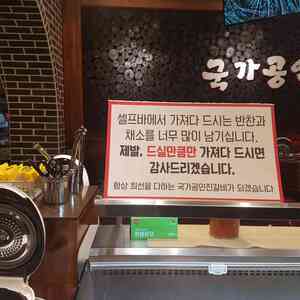 국가공인
셀프바에서 가져다 드시는 반찬과
채소를 너무 많이 남기십니다.
제발, 드실만큼만 가져다 드시면
감사드리겠습니다.
항상 최선을 다하는 국가공인진갈비가 되겠습니다